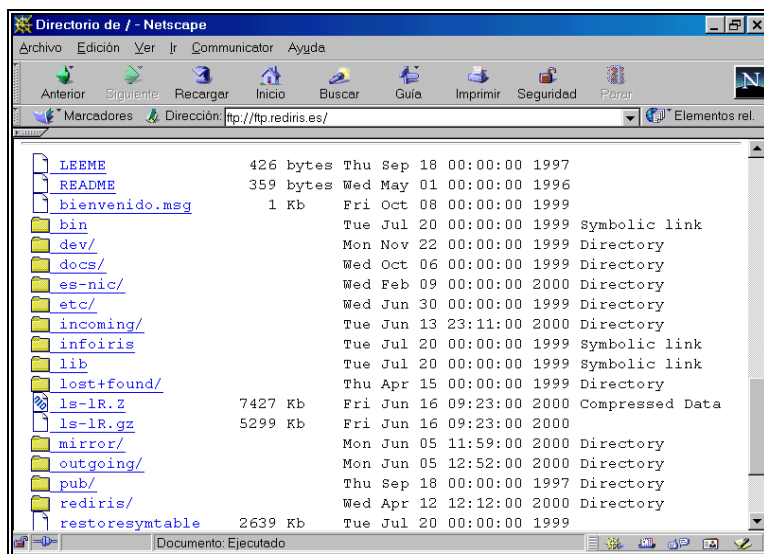 Directorio de / - Netscape
Archivo Edición Ver Ir Communicator Ayuda
Anterior Siguiente Recargar Inicio Buscar Guía Imprimir Seguridad Parar
N
Marcadores Dirección: ftp://ftp.rediris.es/ Elementos rel.
LEEME 426 bytes Thu Sep 18 00:00:00 1997
README 359 bytes Wed May 01 00:00:00 1996
bienvenido.msg 1 Kb Fri Oct 08 00:00:00 1999
bin Tue Jul 20 00:00:00 1999 Symbolic link
dev/ Mon Nov 22 00:00:00 1999 Directory
docs/ Wed Oct 06 00:00:00 1999 Directory
es-nic/ Wed Feb 09 00:00:00 2000 Directory
etc/ Wed Jun 30 00:00:00 1999 Directory
incoming/ Tue Jun 13 23:11:00 2000 Directory
infoiris Tue Jul 20 00:00:00 1999 Symbolic link
lib Tue Jul 20 00:00:00 1999 Symbolic link
lost+found/ Thu Apr 15 00:00:00 1999 Directory
ls-lR.Z 7427 Kb Fri Jun 16 09:23:00 2000 Compressed Data
ls-lR.gz 5299 Kb Fri Jun 16 09:23:00 2000
mirror/ Mon Jun 05 11:59:00 2000 Directory
outgoing/ Mon Jun 05 12:52:00 2000 Directory
pub/ Thu Sep 18 00:00:00 1997 Directory
rediris/ Wed Apr 12 12:12:00 2000 Directory
restoresymtable 2639 Kb Tue Jul 20 00:00:00 1999
Documento: Ejecutado